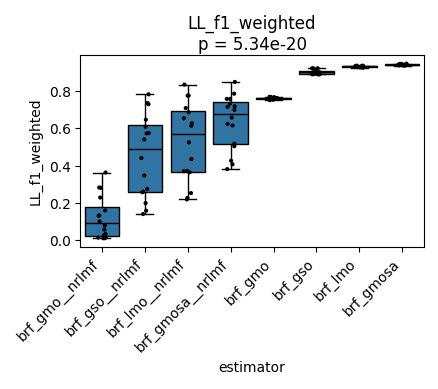 LL_f1_weighted
p = 5.34e-20
LL_f1_weighted
0.8
0.6
0.4
0.2
0.0
brf_gmo__nrlmf
brf_gso__nrlmf
brf_lmo__nrlmf
brf_gmosa__nrlmf
brf_gmo
brf_gso
brf_lmo
brf_gmosa
estimator